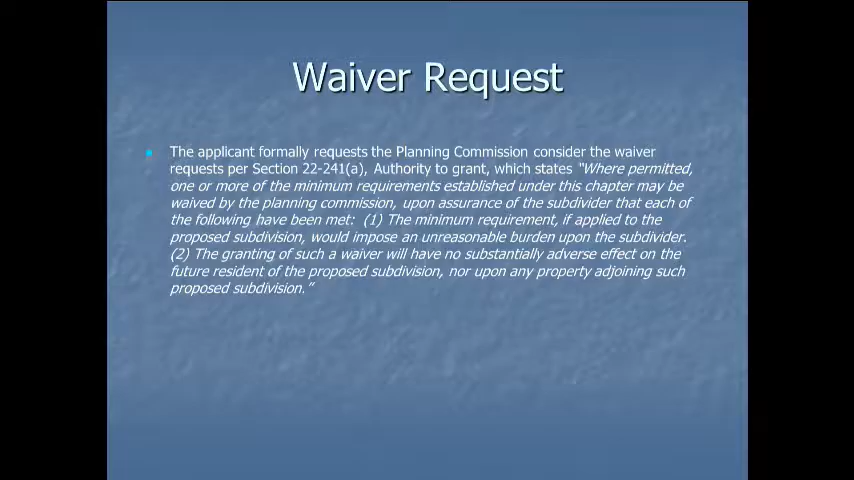 Waiver Request
The applicant formally requests the Planning Commission consider the waiver
requests per Section 22-241(a), Authority to grant, which states “Where permitted,
one or more of the minimum requirements established under this chapter may be
waived by the planning commission, upon assurance of the subdivider that each of
the following have been met: (1) The minimum requirement, if applied to the
proposed subdivision, would impose an unreasonable burden upon the subdivider.
(2) The granting of such a waiver will have no substantially adverse effect on the
future resident of the proposed subdivision, nor upon any property adjoining such
proposed subdivision.”